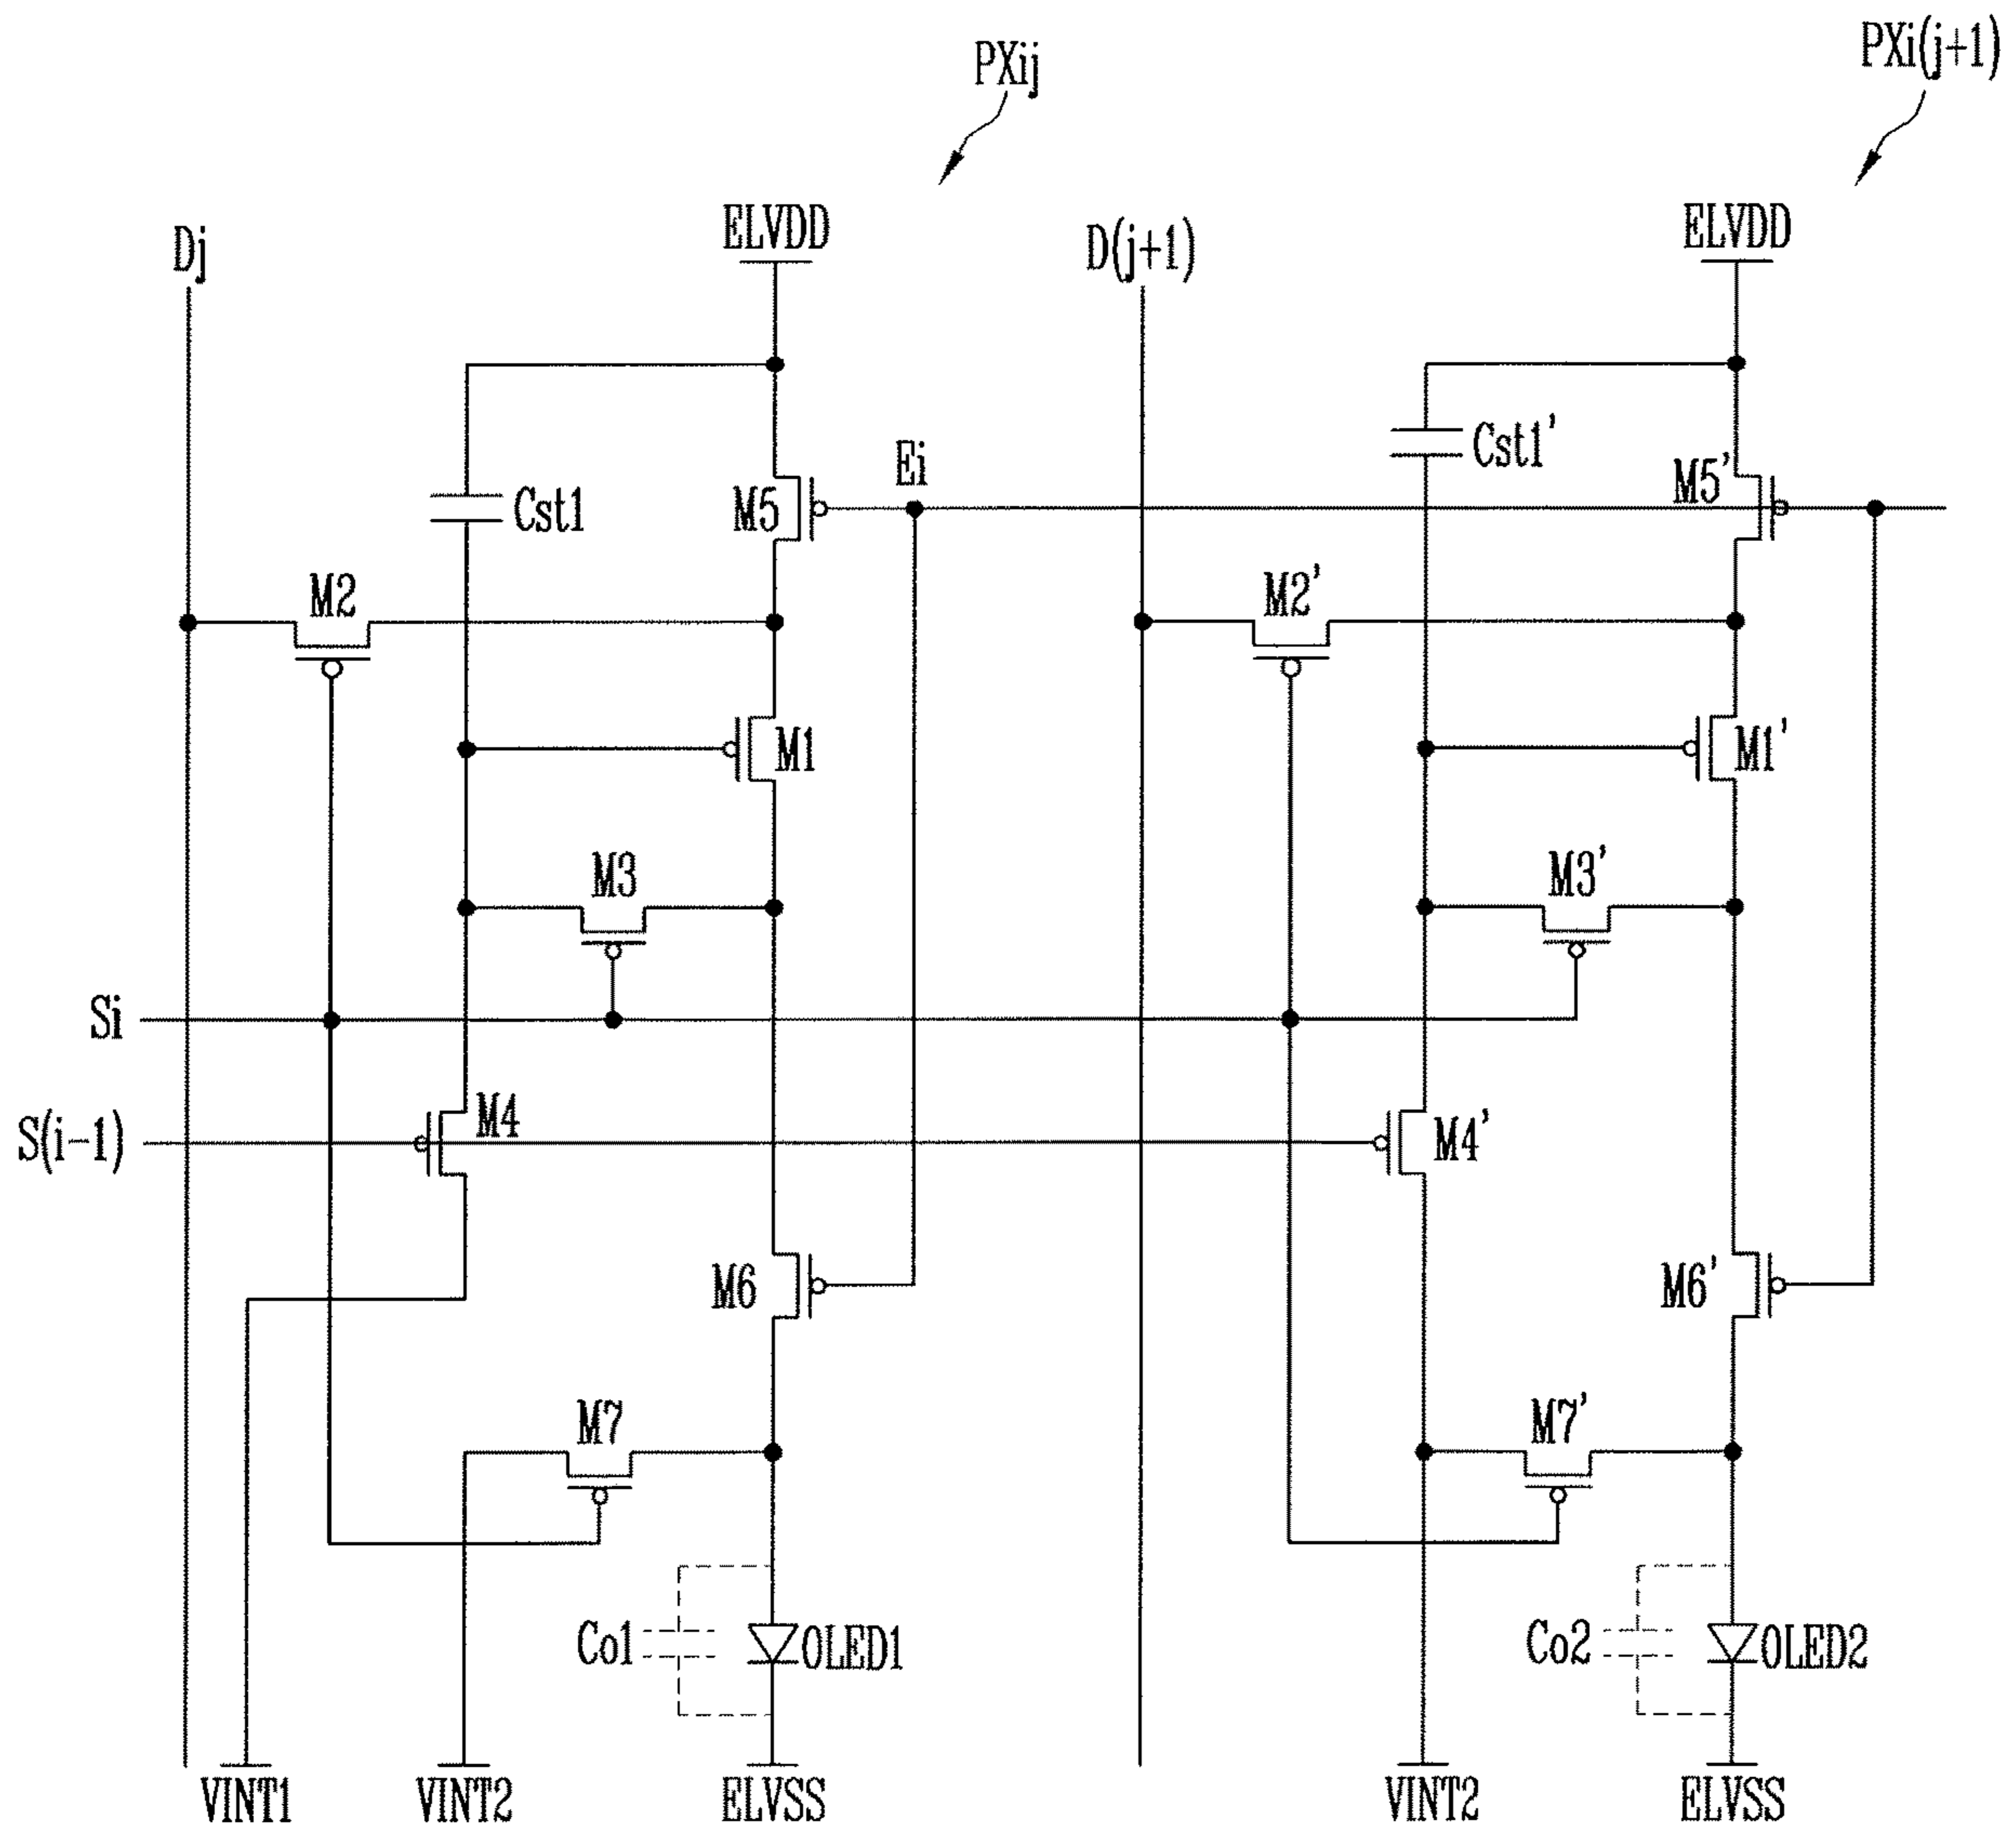 PXij
PXi(j+1)
Dj
ELVDD
D(j+1)
ELVDD
Cst1
M5
Ei
Cst1'
M5'
M2
M2'
M1
M1'
M3
M3'
Si
S(i-1)
M4
M4'
M6
M6'
M7
M7'
Co1
OLED1
Co2
OLED2
VINT1
VINT2
ELVSS
VINT2
ELVSS